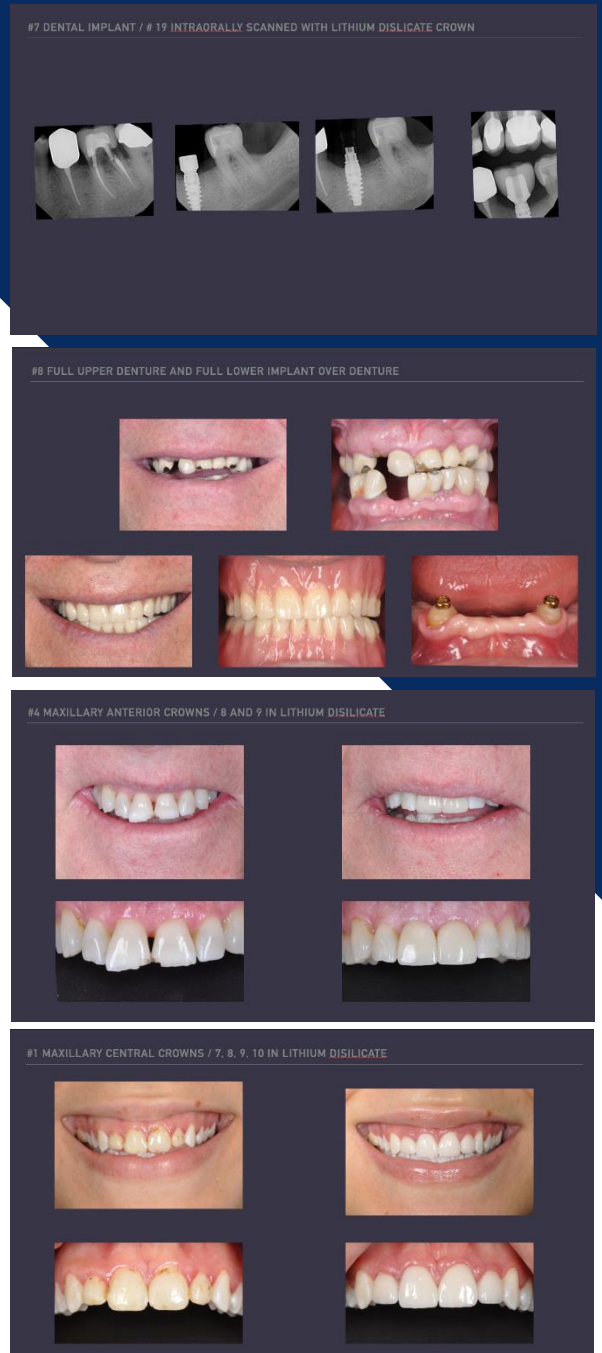 #7 DENTAL IMPLANT / # 19 INTRAORALLY SCANNED WITH LITHIUM DISLICATE CROWN
#8 FULL UPPER DENTURE AND FULL LOWER IMPLANT OVER DENTURE
#4 MAXILLARY ANTERIOR CROWNS / 8 AND 9 IN LITHIUM DISILICATE
#1 MAXILLARY CENTRAL CROWNS / 7, 8, 9, 10 IN LITHIUM DISILICATE